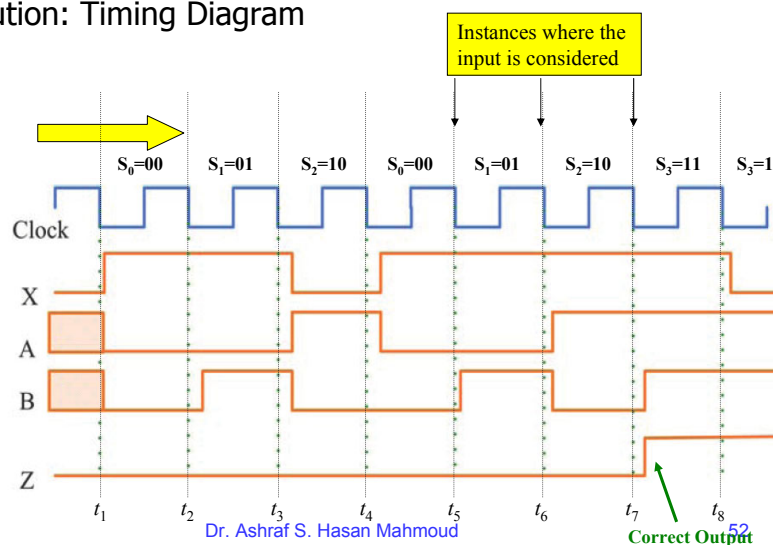 ution: Timing Diagram
Instances where the
input is considered
S0=00 S1=01 S2=10 S0=00 S1=01 S2=10 S3=11 S3=1
Clock
X
A
B
Z
t1 t2 t3 t4 t5 t6 t7 t8
Dr. Ashraf S. Hasan Mahmoud
Correct Output
52